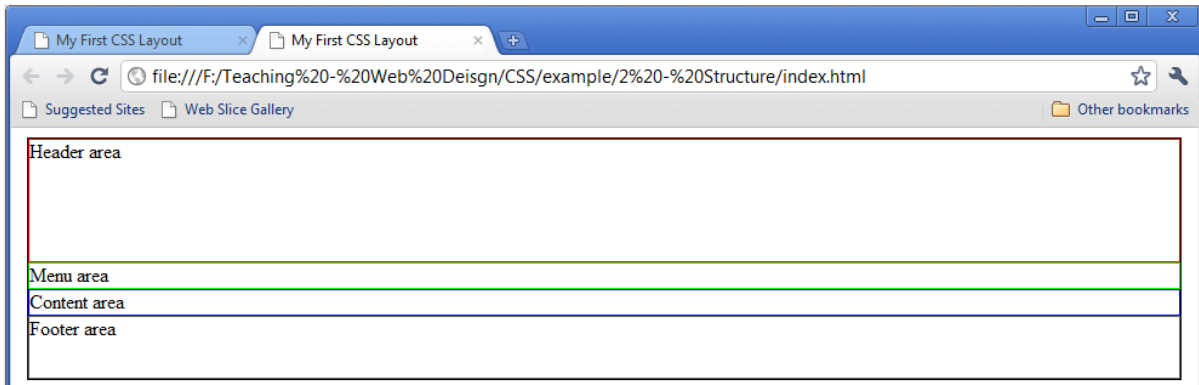 My First CSS Layout
My First CSS Layout
file:///F:/Teaching%20-%20Web%20Deisgn/CSS/example/2%20-%20Structure/index.html
Suggested Sites
Web Slice Gallery
Other bookmarks
Header area
Menu area
Content area
Footer area